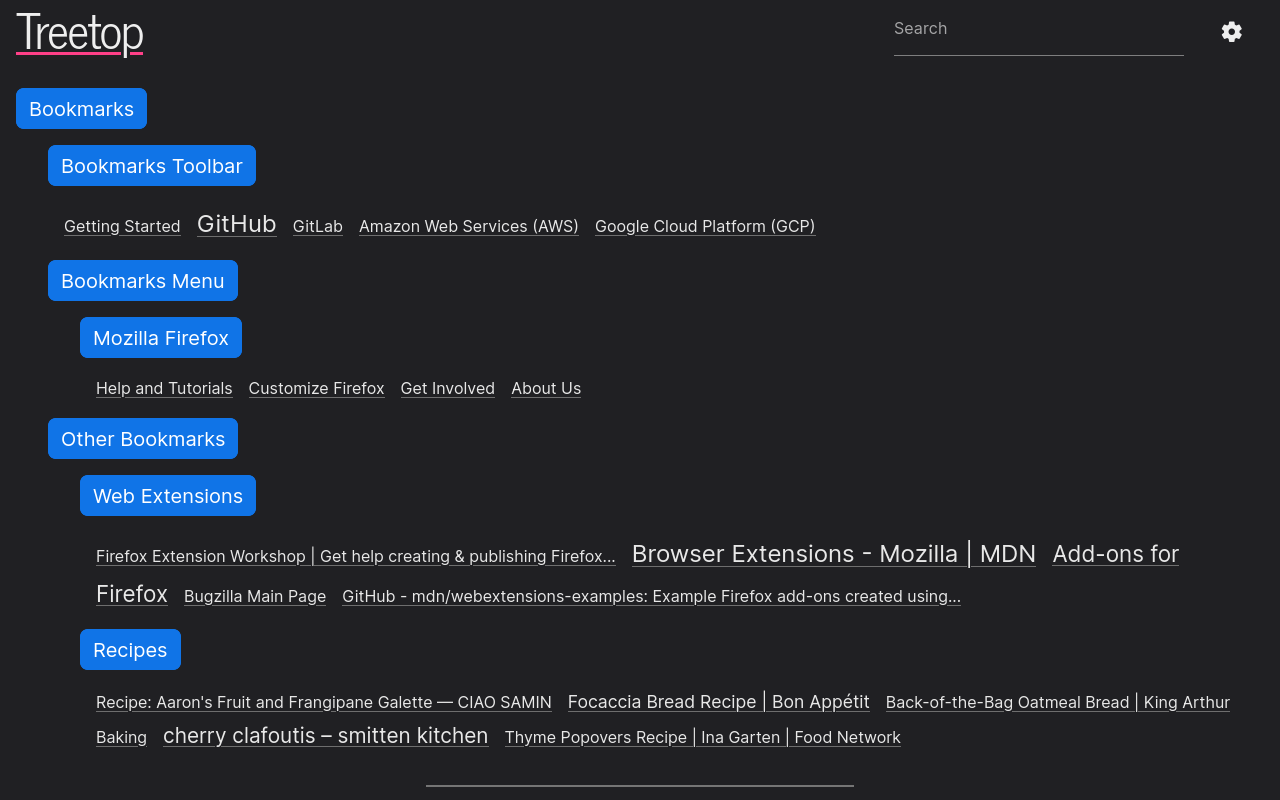 Treetop
Search
Bookmarks
Bookmarks Toolbar
Getting Started GitHub GitLab Amazon Web Services (AWS) Google Cloud Platform (GCP)
Bookmarks Menu
Mozilla Firefox
Help and Tutorials Customize Firefox Get Involved About Us
Other Bookmarks
Web Extensions
Firefox Extension Workshop | Get help creating & publishing Firefox... Browser Extensions - Mozilla | MDN Add-ons for
Firefox Bugzilla Main Page GitHub - mdn/webextensions-examples: Example Firefox add-ons created using...
Recipes
Recipe: Aaron's Fruit and Frangipane Galette — CIAO SAMIN Focaccia Bread Recipe | Bon Appétit Back-of-the-Bag Oatmeal Bread | King Arthur
Baking cherry clafoutis – smitten kitchen Thyme Popovers Recipe | Ina Garten | Food Network